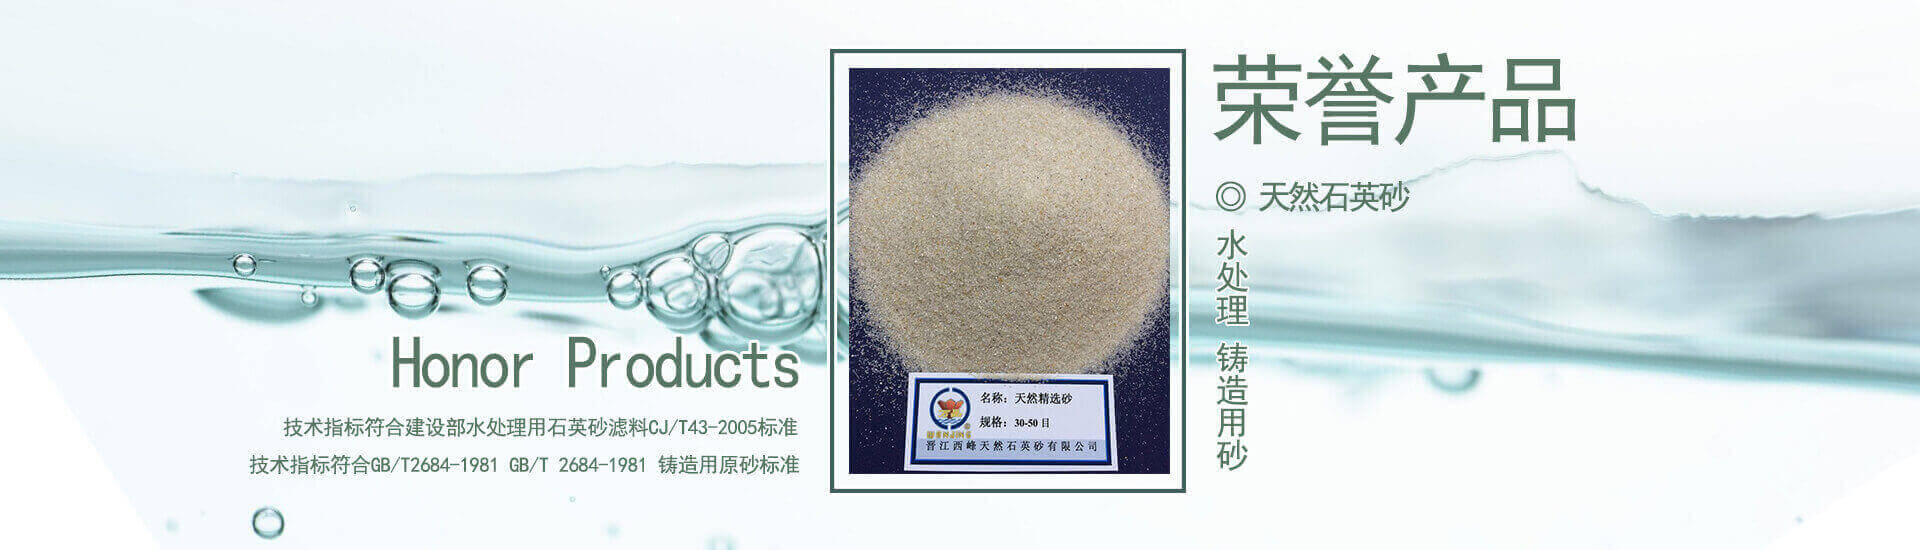 荣誉产品
◎ 天然石英砂
水处理 铸造用砂
Honor Products
技术指标符合建设部水处理用石英砂滤料CJ/T43-2005标准
技术指标符合GB/T2684-1981 GB/T 2684-1981 铸造用原砂标准
名称：天然精选砂
规格：30-50目
晋江西峰天然石英砂有限公司